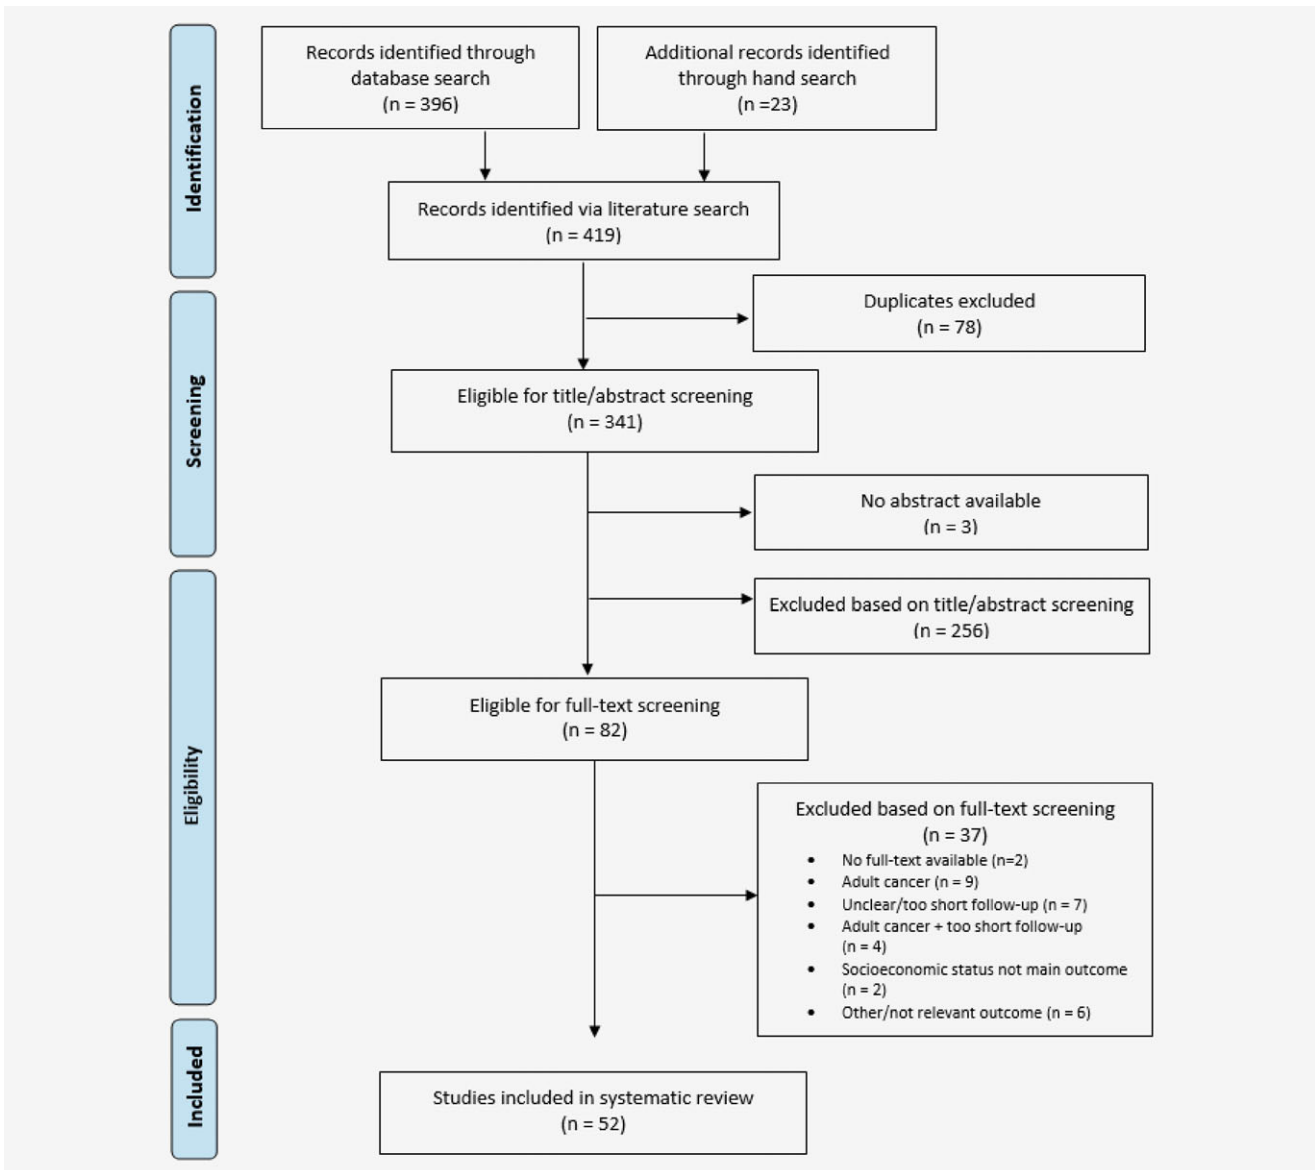 Identification
Records identified through
database search
(n = 396)
Additional records identified
through hand search
(n =23)
Records identified via literature search
(n = 419)
Screening
Duplicates excluded
(n = 78)
Eligible for title/abstract screening
(n = 341)
No abstract available
(n = 3)
Eligibility
Excluded based on title/abstract screening
(n = 256)
Eligible for full-text screening
(n = 82)
Excluded based on full-text screening
(n = 37)
• No full-text available (n=2)
• Adult cancer (n = 9)
• Unclear/too short follow-up (n = 7)
• Adult cancer + too short follow-up
(n = 4)
• Socioeconomic status not main outcome
(n = 2)
• Other/not relevant outcome (n = 6)
Included
Studies included in systematic review
(n = 52)